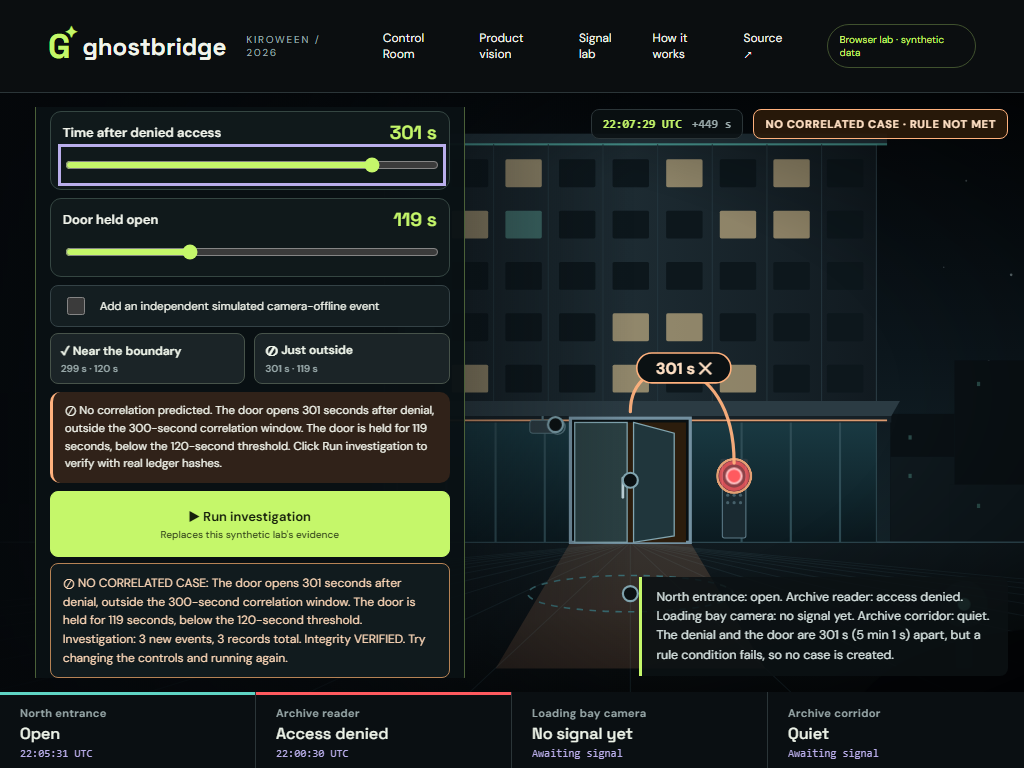 ghostbridge
KIROWEEN /
2026
Control
Room
Product
vision
Signal
lab
How it
works
Source
↗
Browser lab · synthetic
data
Time after denied access
301 s
Door held open
119 s
Add an independent simulated camera-offline event
✓ Near the boundary
299 s · 120 s
⊘ Just outside
301 s · 119 s
⊘ No correlation predicted. The door opens 301 seconds after denial,
outside the 300-second correlation window. The door is held for 119
seconds, below the 120-second threshold. Click Run investigation to
verify with real ledger hashes.
▶ Run investigation
Replaces this synthetic lab's evidence
⊘ NO CORRELATED CASE: The door opens 301 seconds after
denial, outside the 300-second correlation window. The door is
held for 119 seconds, below the 120-second threshold.
Investigation: 3 new events, 3 records total. Integrity VERIFIED. Try
changing the controls and running again.
22:07:29 UTC +449 s
NO CORRELATED CASE · RULE NOT MET
301 s ✕
North entrance: open. Archive reader: access denied.
Loading bay camera: no signal yet. Archive corridor: quiet.
The denial and the door are 301 s (5 min 1 s) apart, but a
rule condition fails, so no case is created.
North entrance
Open
22:05:31 UTC
Archive reader
Access denied
22:00:30 UTC
Loading bay camera
No signal yet
Awaiting signal
Archive corridor
Quiet
Awaiting signal